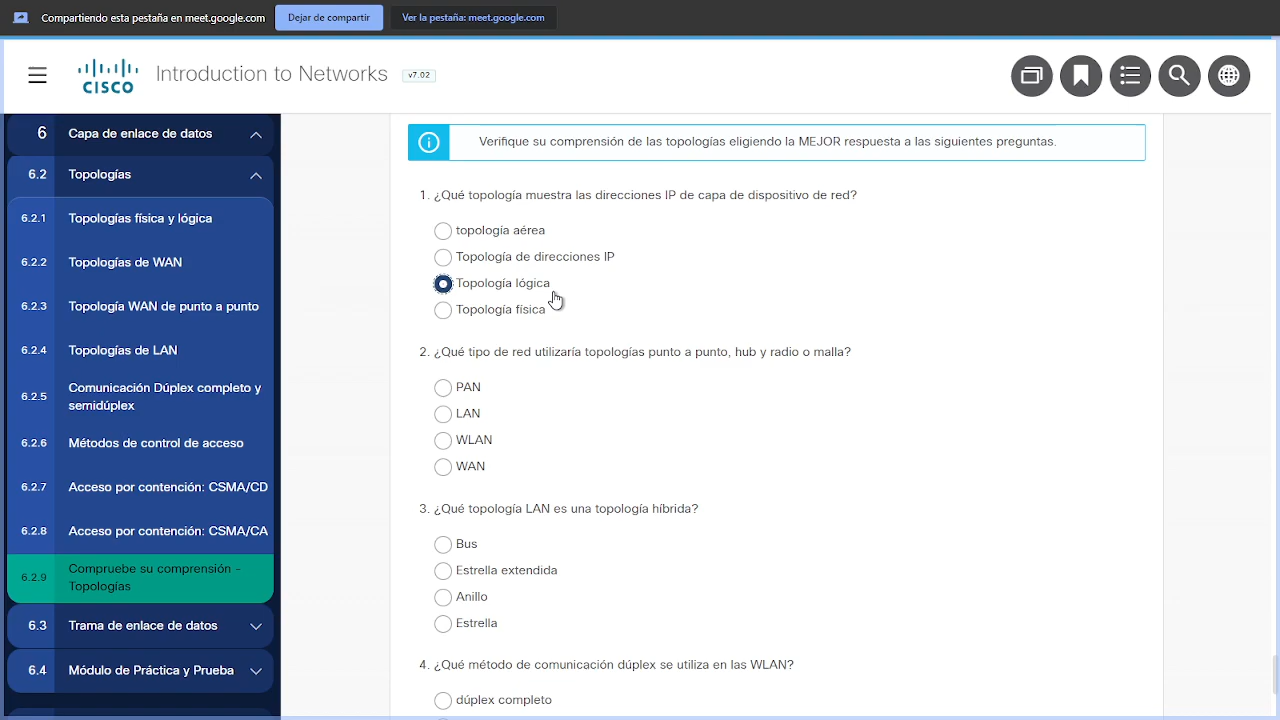 Compartiendo esta pestaña en meet.google.com
Dejar de compartir
Ver la pestaña: meet.google.com
CISCO
Introduction to Networks
v7.02
6 Capa de enlace de datos
6.2 Topologías
6.2.1 Topologías física y lógica
6.2.2 Topologías de WAN
6.2.3 Topología WAN de punto a punto
6.2.4 Topologías de LAN
6.2.5 Comunicación Dúplex completo y
semidúplex
6.2.6 Métodos de control de acceso
6.2.7 Acceso por contención: CSMA/CD
6.2.8 Acceso por contención: CSMA/CA
6.2.9 Compruebe su comprensión -
Topologías
6.3 Trama de enlace de datos
6.4 Módulo de Práctica y Prueba
Verifique su comprensión de las topologías eligiendo la MEJOR respuesta a las siguientes preguntas.
1. ¿Qué topología muestra las direcciones IP de capa de dispositivo de red?
topología aérea
Topología de direcciones IP
Topología lógica
Topología física
2. ¿Qué tipo de red utilizaría topologías punto a punto, hub y radio o malla?
PAN
LAN
WLAN
WAN
3. ¿Qué topología LAN es una topología híbrida?
Bus
Estrella extendida
Anillo
Estrella
4. ¿Qué método de comunicación dúplex se utiliza en las WLAN?
dúplex completo